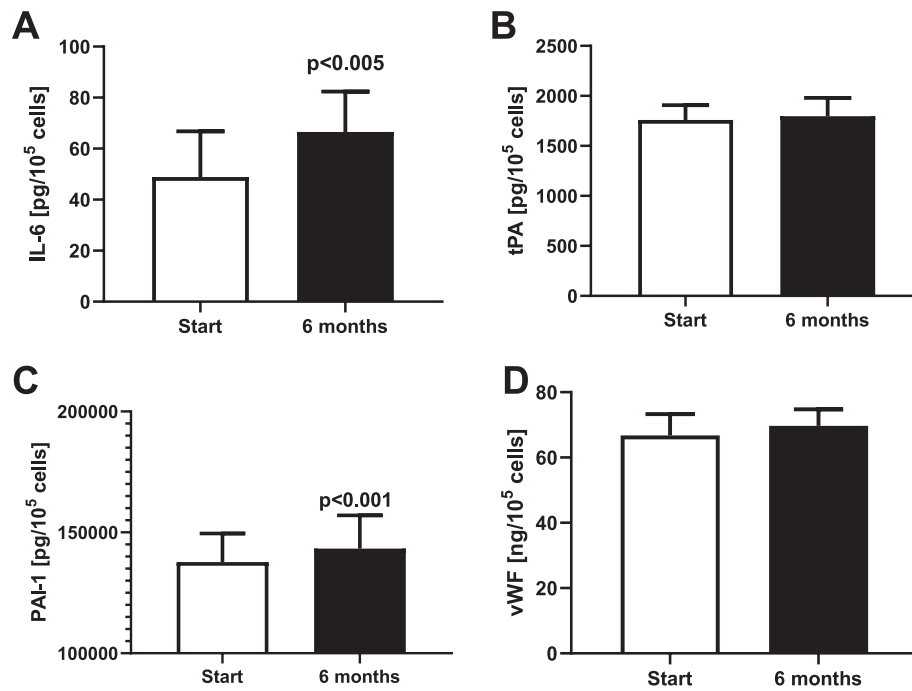 A
IL-6 [pg/10⁵ cells]
100
80
60
40
20
0
p<0.005
Start
6 months
B
tPA [pg/10⁵ cells]
2500
2000
1500
1000
500
0
Start
6 months
C
PAI-1 [pg/10⁵ cells]
200000
150000
100000
p<0.001
Start
6 months
D
vWF [ng/10⁵ cells]
80
60
40
20
0
Start
6 months